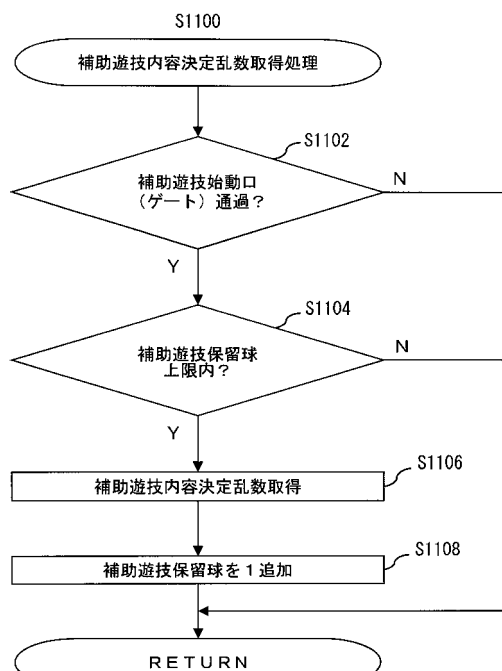 S1100
補助遊技内容決定乱数取得処理
S1102
補助遊技始動口
(ゲート)通過?
N
Y
S1104
補助遊技保留球
上限内?
N
Y
S1106
補助遊技内容決定乱数取得
S1108
補助遊技保留球を1追加
RETURN